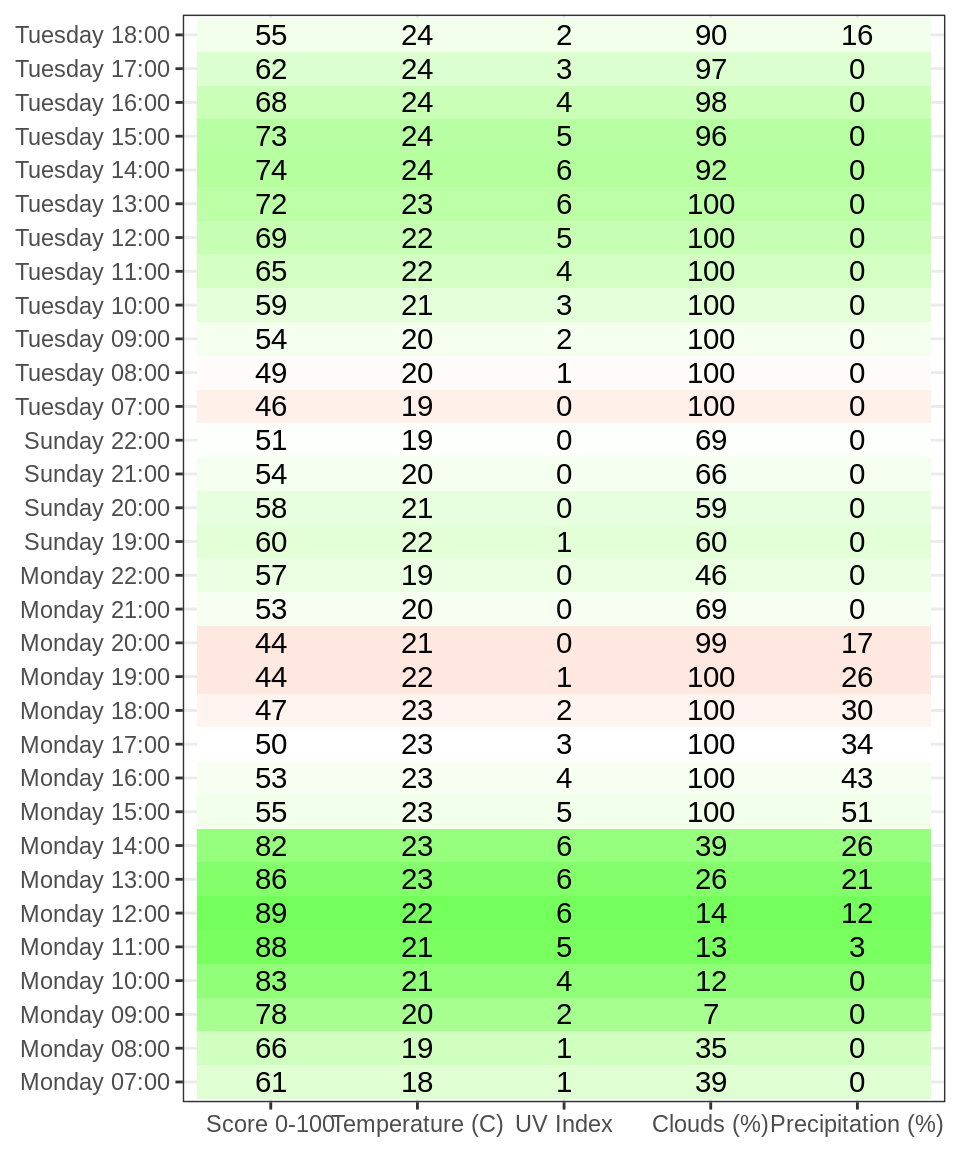 Tuesday 18:00 55 24 2 90 16
Tuesday 17:00 62 24 3 97 0
Tuesday 16:00 68 24 4 98 0
Tuesday 15:00 73 24 5 96 0
Tuesday 14:00 74 24 6 92 0
Tuesday 13:00 72 23 6 100 0
Tuesday 12:00 69 22 5 100 0
Tuesday 11:00 65 22 4 100 0
Tuesday 10:00 59 21 3 100 0
Tuesday 09:00 54 20 2 100 0
Tuesday 08:00 49 20 1 100 0
Tuesday 07:00 46 19 0 100 0
Sunday 22:00 51 19 0 69 0
Sunday 21:00 54 20 0 66 0
Sunday 20:00 58 21 0 59 0
Sunday 19:00 60 22 1 60 0
Monday 22:00 57 19 0 46 0
Monday 21:00 53 20 0 69 0
Monday 20:00 44 21 0 99 17
Monday 19:00 44 22 1 100 26
Monday 18:00 47 23 2 100 30
Monday 17:00 50 23 3 100 34
Monday 16:00 53 23 4 100 43
Monday 15:00 55 23 5 100 51
Monday 14:00 82 23 6 39 26
Monday 13:00 86 23 6 26 21
Monday 12:00 89 22 6 14 12
Monday 11:00 88 21 5 13 3
Monday 10:00 83 21 4 12 0
Monday 09:00 78 20 2 7 0
Monday 08:00 66 19 1 35 0
Monday 07:00 61 18 1 39 0
Score 0-100 Temperature (C) UV Index Clouds (%) Precipitation (%)